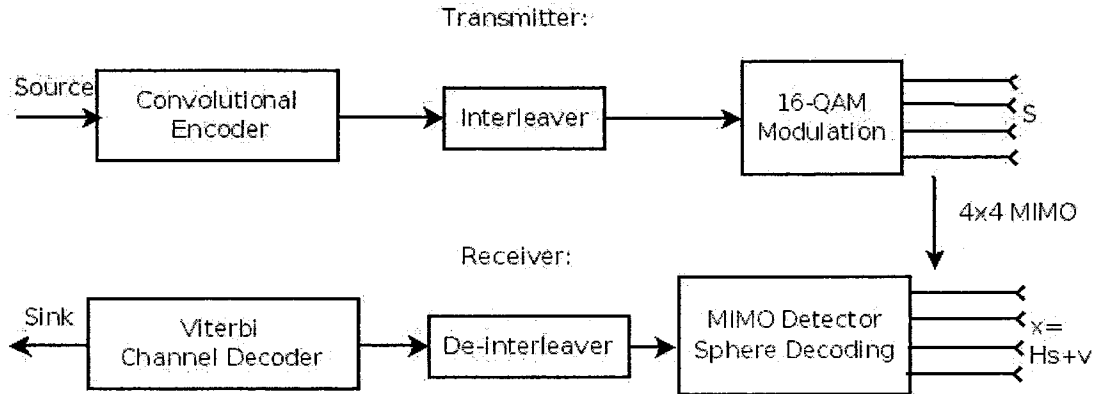 Transmitter:
Source
Convolutional
Encoder
Interleaver
16-QAM
Modulation
S
4x4 MIMO
Receiver:
Sink
Viterbi
Channel Decoder
De-interleaver
MIMO Detector
Sphere Decoding
x=
Hs+v